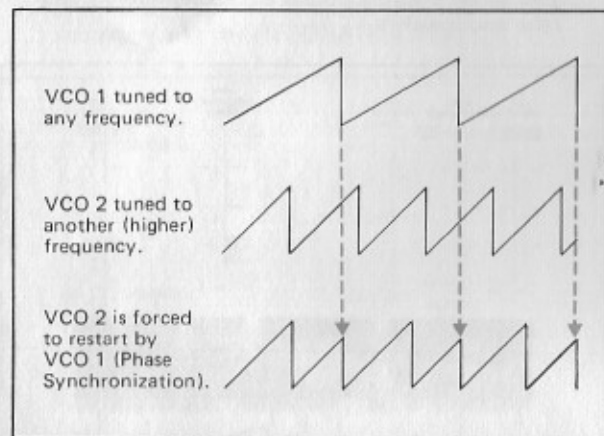 VCO 1 tuned to
any frequency.
VCO 2 tuned to
another (higher)
frequency.
VCO 2 is forced
to restart by
VCO 1 (Phase
Synchronization).